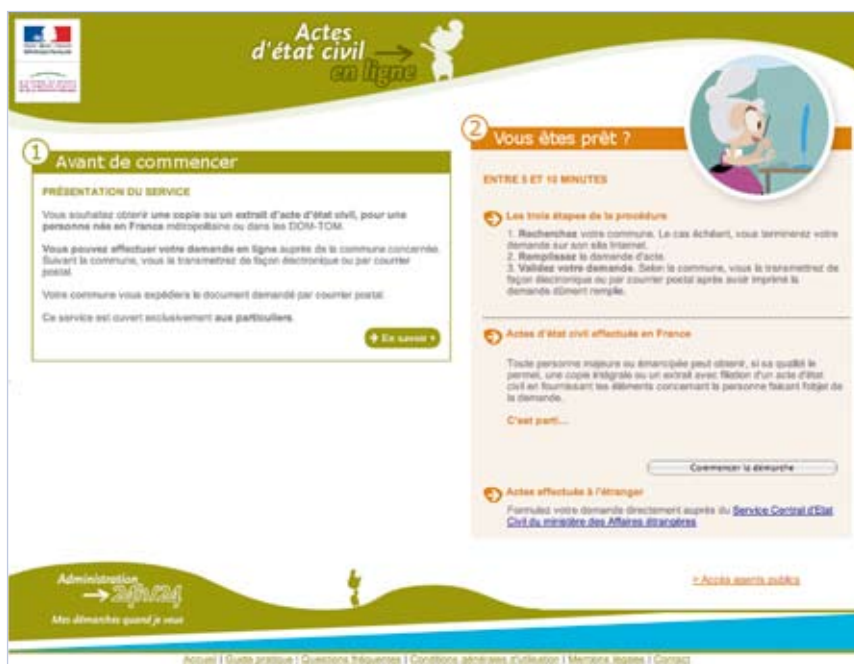 Actes
d'état civil
en ligne
1 Avant de commencer
PRÉSENTATION DU SERVICE
Vous souhaitez obtenir une copie ou un extrait d'acte d'état civil, pour une
personne née en France métropolitaine ou dans les DOM-TOM.
Vous pouvez effectuer votre demande en ligne auprès de la commune concernée.
Suivant la commune, vous la transmettrez de façon électronique ou par courrier
postal.
Votre commune vous expédiera le document demandé par courrier postal.
Ce service est ouvert exclusivement aux particuliers.
En savoir +
2 Vous êtes prêt ?
ENTRE 5 ET 10 MINUTES
Les trois étapes de la procédure
1. Recherchez votre commune. Le cas échéant, vous terminerez votre
demande sur son site Internet.
2. Remplissez la demande d'acte.
3. Validez votre demande. Selon la commune, vous la transmettrez de
façon électronique ou par courrier postal après avoir imprimé la
demande dûment remplie.
Actes d'état civil effectués en France
Toute personne majeure ou émancipée peut obtenir, si sa qualité le
permet, une copie intégrale ou un extrait avec filiation d'un acte d'état
civil en fournissant les éléments concernant la personne faisant l'objet de
la demande.
C'est parti...
Commencer la démarche
Actes effectués à l'étranger
Formulez votre demande directement auprès du Service Central d'Etat
Civil du ministère des Affaires étrangères
Administration
24h/24
Mes démarches quand je veux
> Accès agents publics
Accueil | Guide pratique | Questions fréquentes | Conditions générales d'utilisation | Mentions légales | Contact